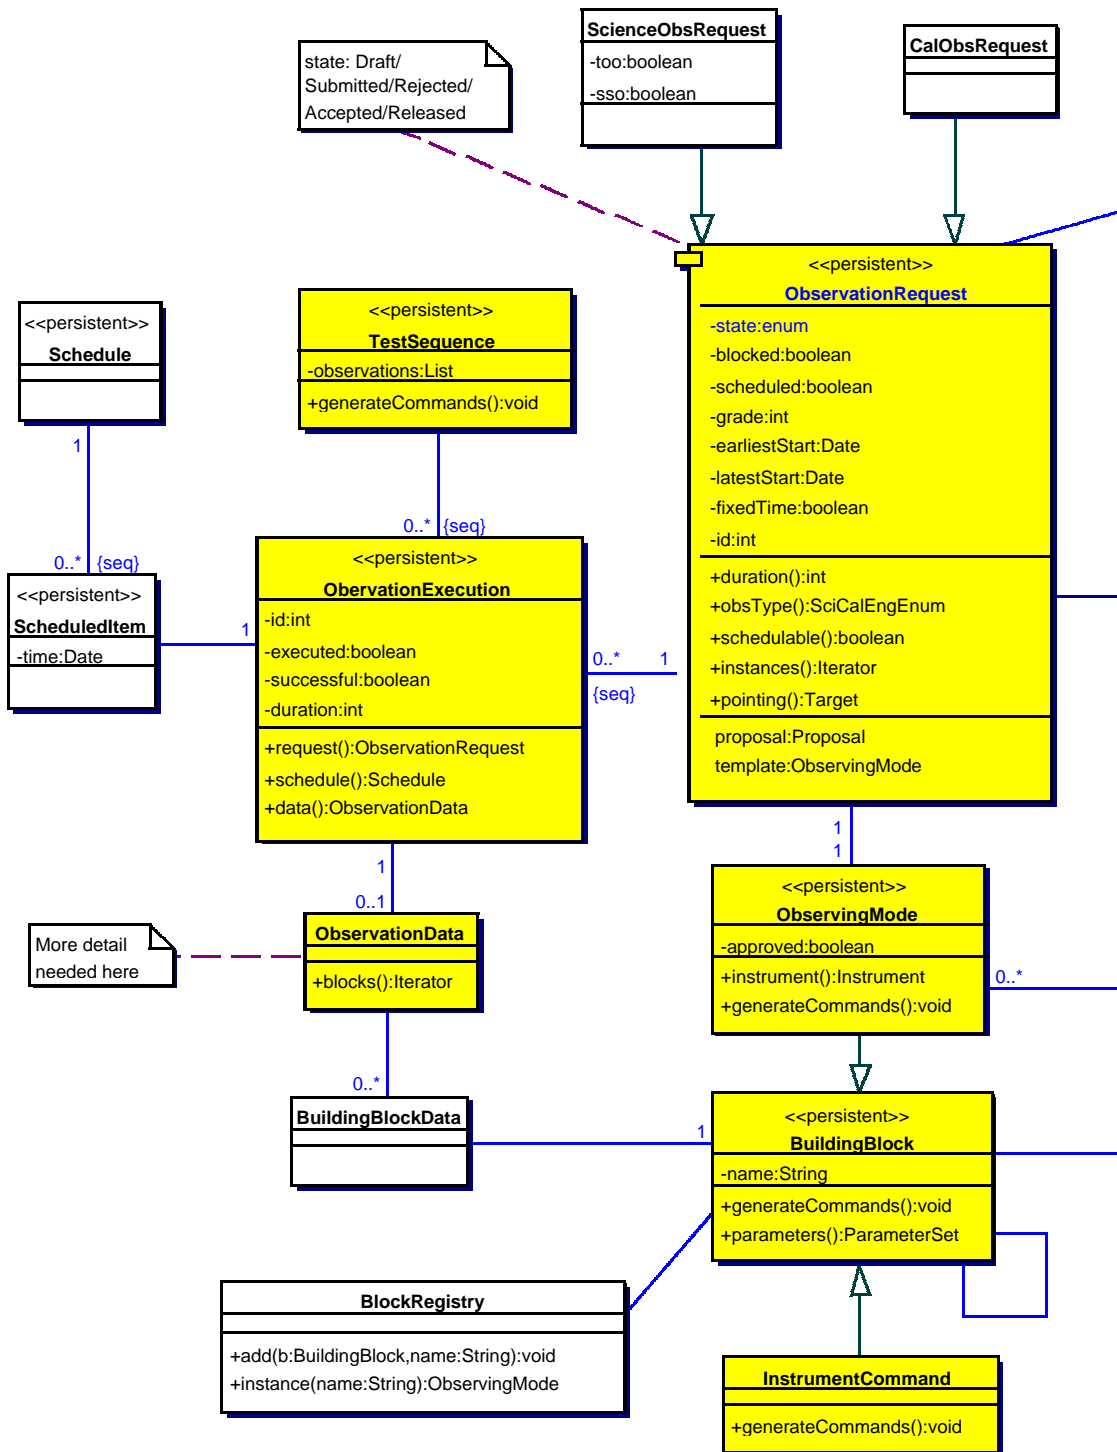 ScienceObsRequest
-too:boolean
-sso:boolean
CalObsRequest
state: Draft/
Submitted/Rejected/
Accepted/Released
<<persistent>>
ObservationRequest
-state:enum
-blocked:boolean
-scheduled:boolean
-grade:int
-earliestStart:Date
-latestStart:Date
-fixedTime:boolean
-id:int
+duration():int
+obsType():SciCalEngEnum
+schedulable():boolean
+instances():Iterator
+pointing():Target
proposal:Proposal
template:ObservingMode
<<persistent>>
Schedule
1
0..* {seq}
<<persistent>>
TestSequence
-observations:List
+generateCommands():void
0..* {seq}
<<persistent>>
ScheduledItem
-time:Date
1
<<persistent>>
ObervationExecution
-id:int
-executed:boolean
-successful:boolean
-duration:int
+request():ObservationRequest
+schedule():Schedule
+data():ObservationData
0..* 1
{seq}
1
0..1
1
1
More detail
needed here
ObservationData
+blocks():Iterator
0..*
<<persistent>>
ObservingMode
-approved:boolean
+instrument():Instrument
+generateCommands():void
0..*
BuildingBlockData
1
<<persistent>>
BuildingBlock
-name:String
+generateCommands():void
+parameters():ParameterSet
BlockRegistry
+add(b:BuildingBlock,name:String):void
+instance(name:String):ObservingMode
InstrumentCommand
+generateCommands():void